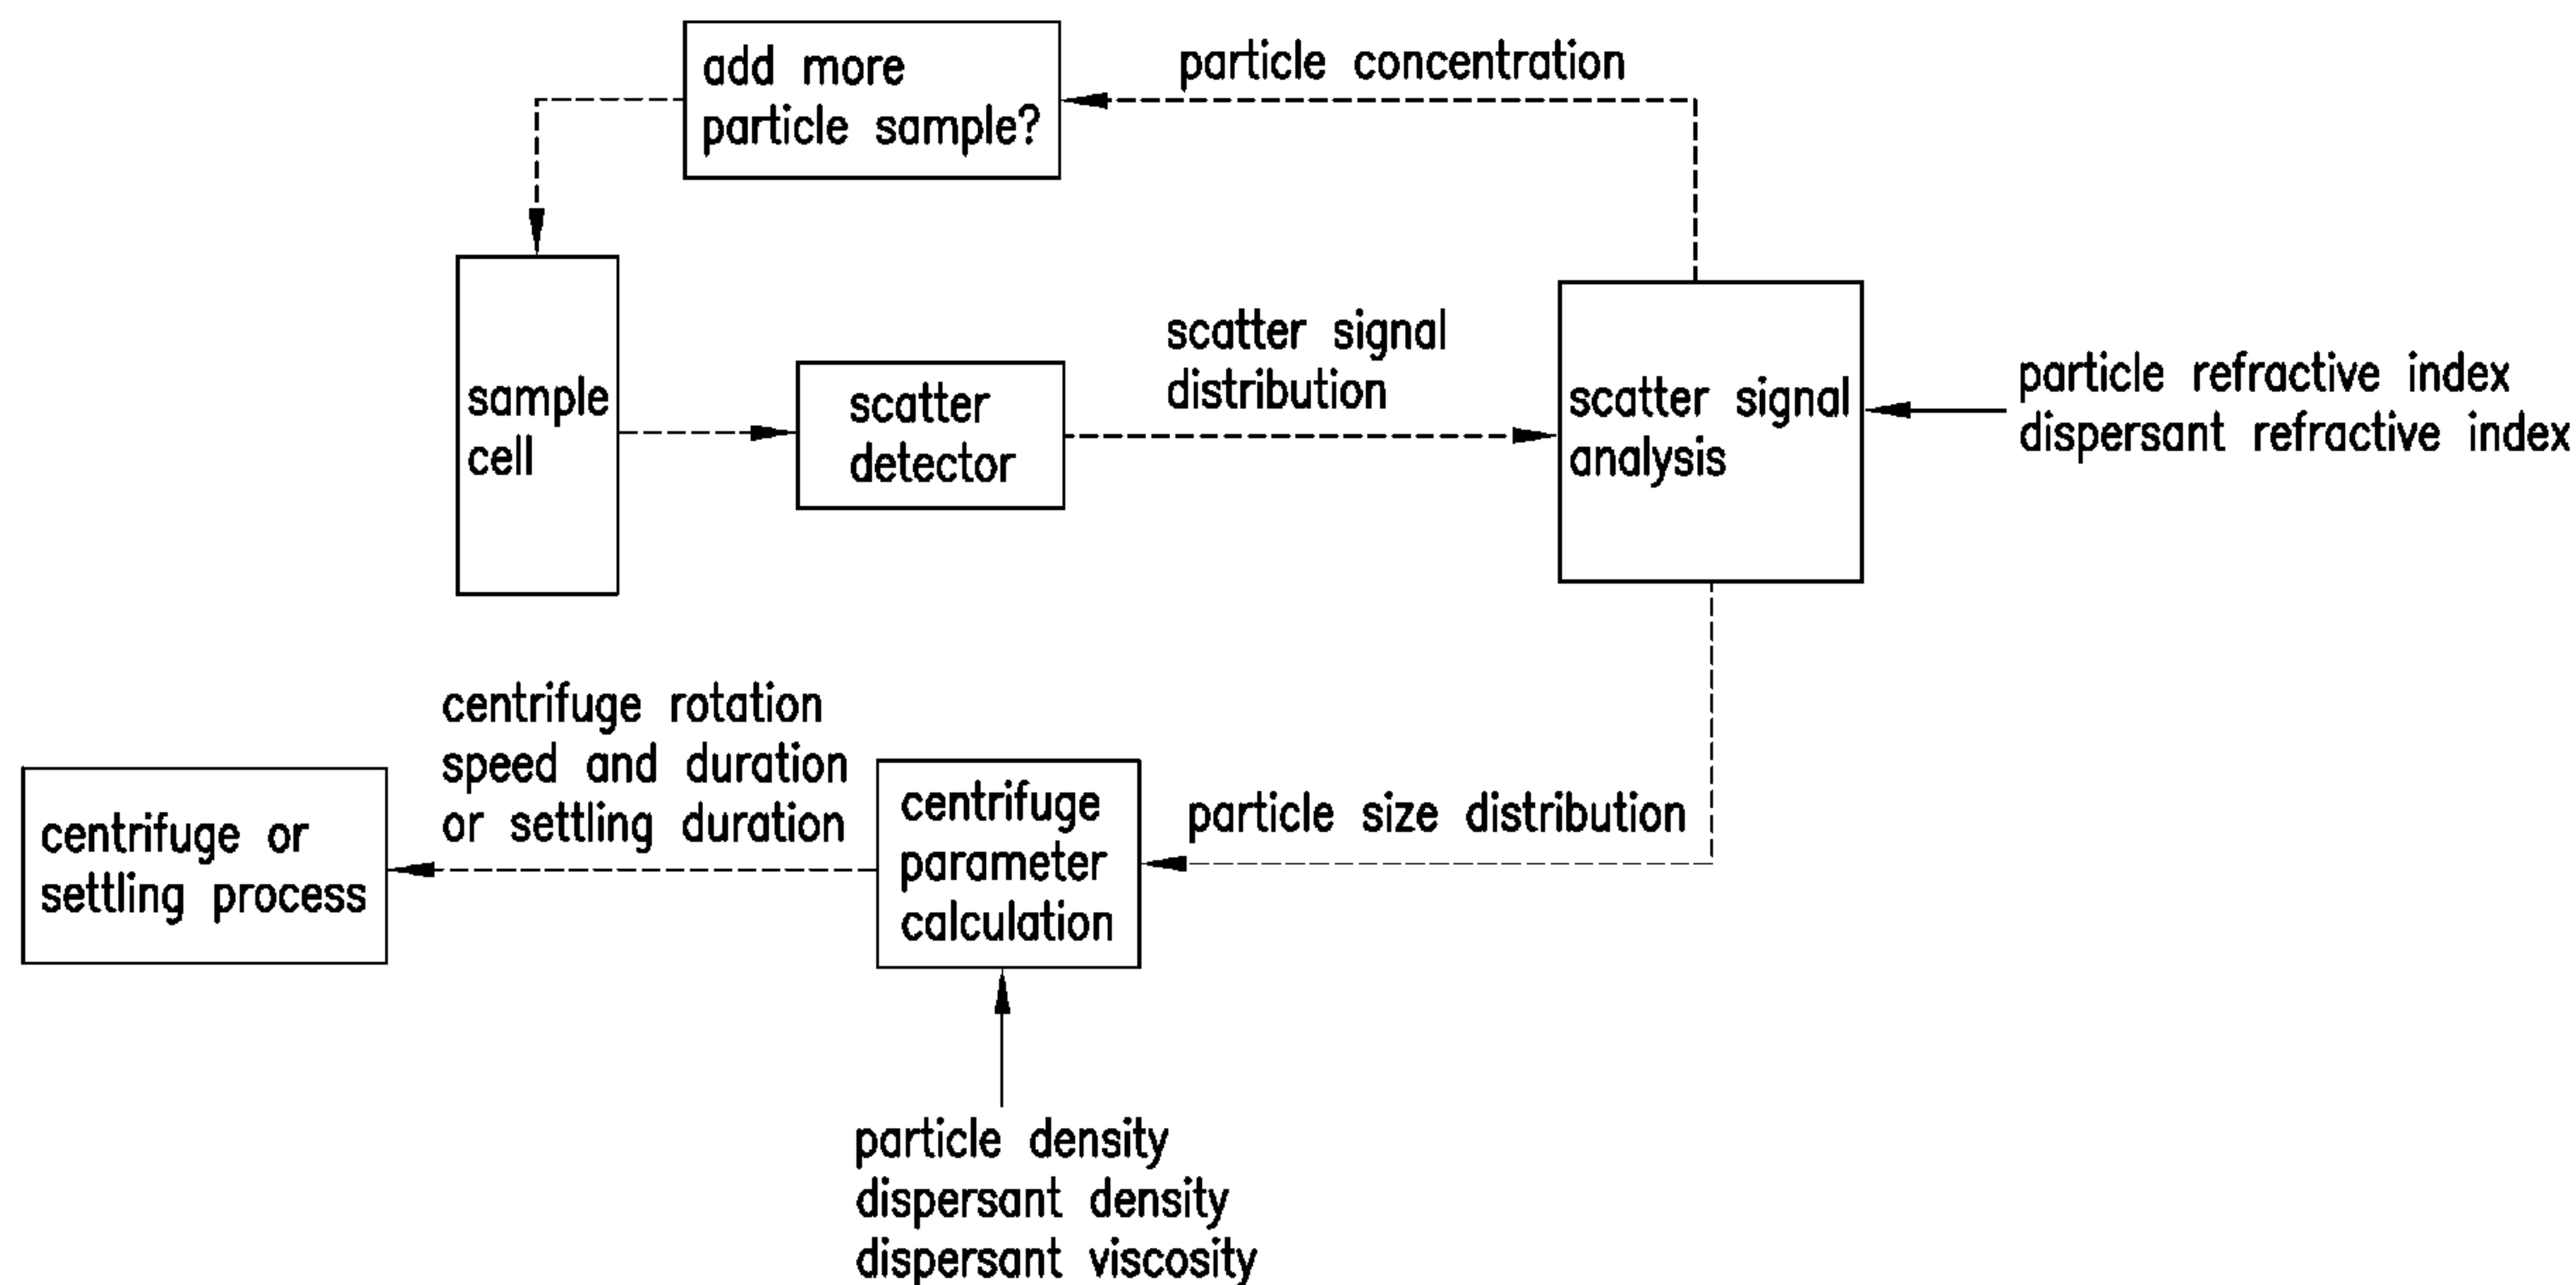 add more
particle sample?
particle concentration
sample
cell
scatter
detector
scatter signal
distribution
scatter signal
analysis
particle refractive index
dispersant refractive index
centrifuge or
settling process
centrifuge rotation
speed and duration
or settling duration
centrifuge
parameter
calculation
particle size distribution
particle density
dispersant density
dispersant viscosity